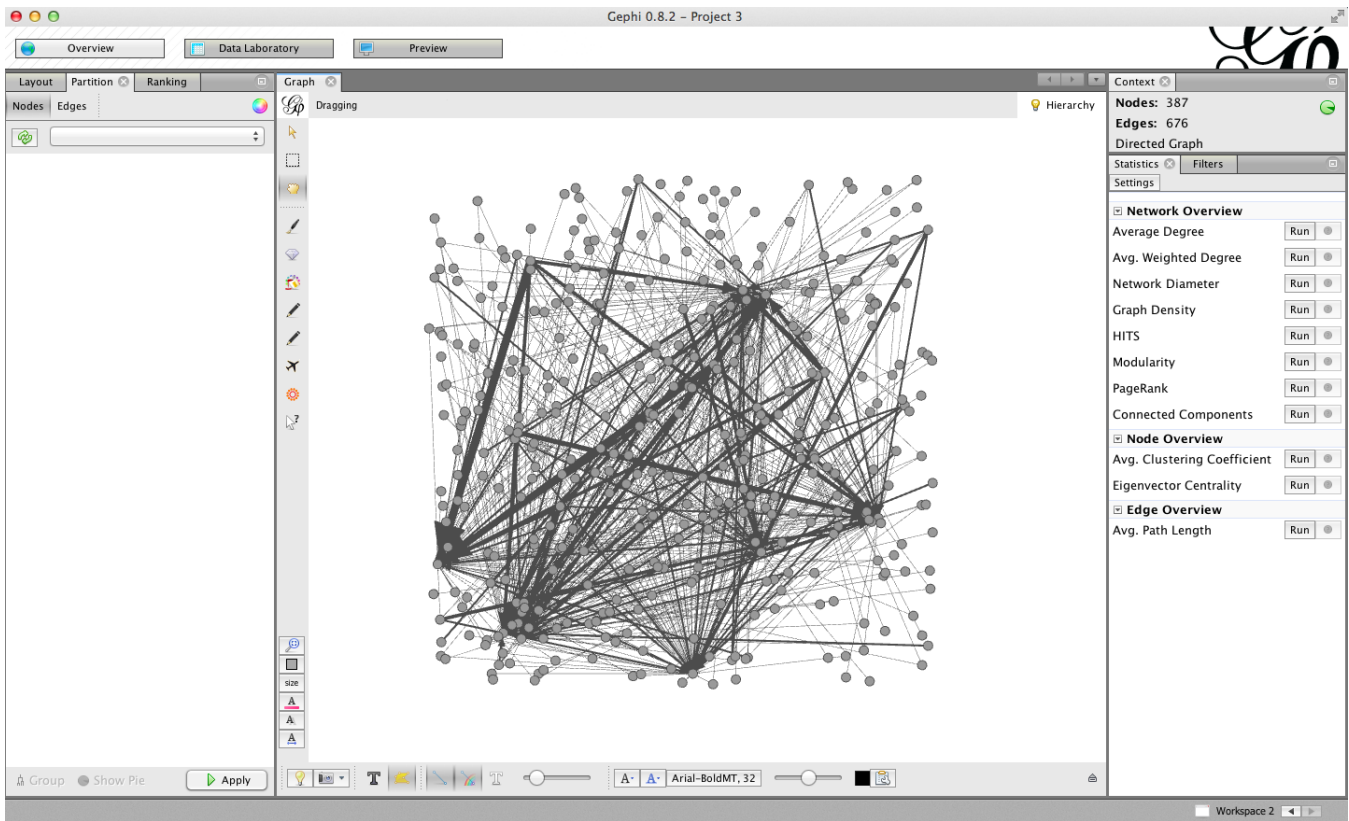 Gephi 0.8.2 – Project 3
Overview
Data Laboratory
Preview
Layout Partition Ranking
Nodes Edges
Group Show Pie Apply
Graph
Dragging
Hierarchy
size
A
A
A
T T A- A- Arial-BoldMT, 32
Context
Nodes: 387
Edges: 676
Directed Graph
Statistics Filters
Settings
Network Overview
Average Degree Run
Avg. Weighted Degree Run
Network Diameter Run
Graph Density Run
HITS Run
Modularity Run
PageRank Run
Connected Components Run
Node Overview
Avg. Clustering Coefficient Run
Eigenvector Centrality Run
Edge Overview
Avg. Path Length Run
Workspace 2